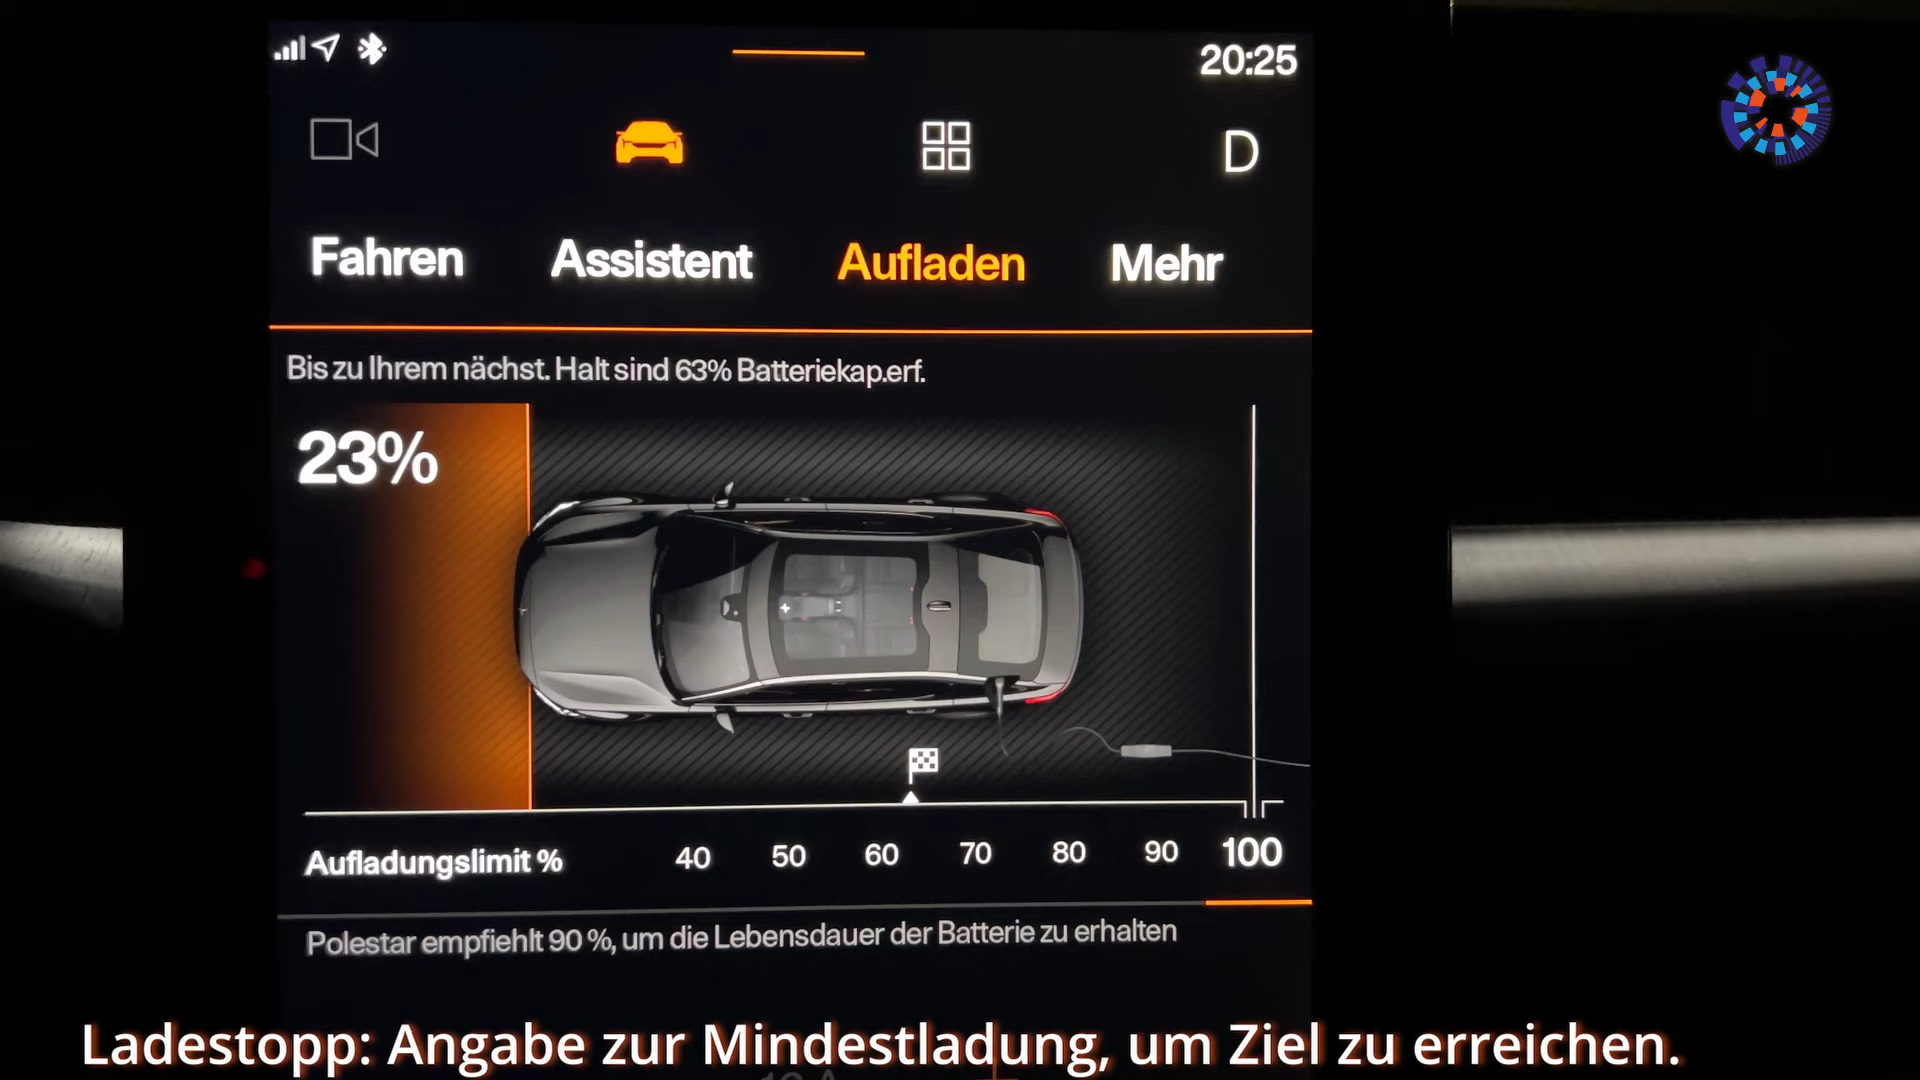 20:25
D
Fahren Assistent Aufladen Mehr
Bis zu Ihrem nächst. Halt sind 63% Batteriekap.erf.
23%
Aufladungslimit % 40 50 60 70 80 90 100
Polestar empfiehlt 90 %, um die Lebensdauer der Batterie zu erhalten
Ladestopp: Angabe zur Mindestladung, um Ziel zu erreichen.